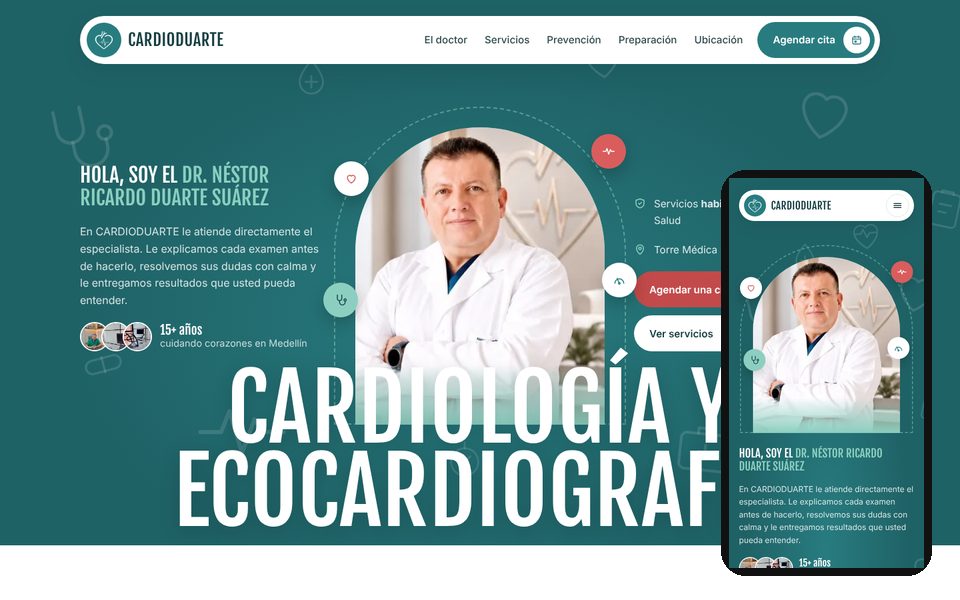 CARDIODUARTE
El doctor
Servicios
Prevención
Preparación
Ubicación
Agendar cita
HOLA, SOY EL DR. NÉSTOR
RICARDO DUARTE SUÁREZ
En CARDIODUARTE le atiende directamente el
especialista. Le explicamos cada examen antes
de hacerlo, resolvemos sus dudas con calma y
le entregamos resultados que usted pueda
entender.
15+ años
cuidando corazones en Medellín
Servicios
Salud
Torre Médica
Agendar una
Ver servicios
CARDIOLOGÍA Y
ECOCARDIOGRAF
CARDIODUARTE
HOLA, SOY EL DR. NÉSTOR RICARDO
DUARTE SUÁREZ
En CARDIODUARTE le atiende directamente el
especialista. Le explicamos cada examen
antes de hacerlo, resolvemos sus dudas con
calma y le entregamos resultados que usted
pueda entender.
15+ años